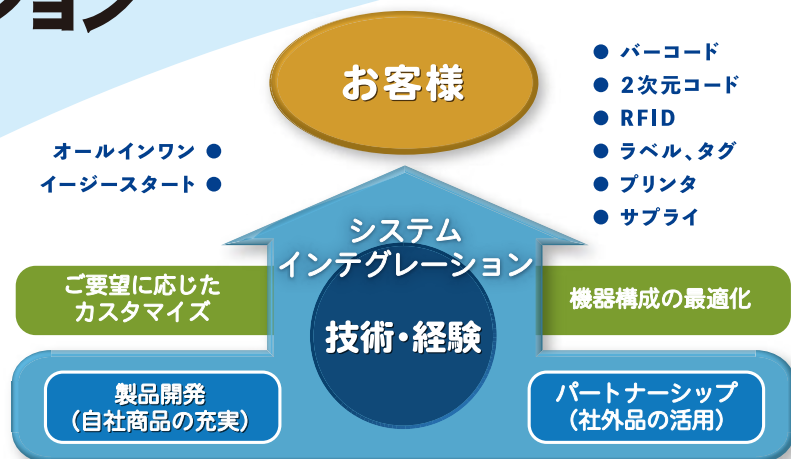 ション
お客様
● バーコード
● 2次元コード
● RFID
● ラベル、タグ
● プリンタ
● サプライ
オールインワン ●
イージースタート ●
システム
インテグレーション
ご要望に応じた
カスタマイズ
機器構成の最適化
技術・経験
製品開発
（自社商品の充実）
パートナーシップ
（社外品の活用）